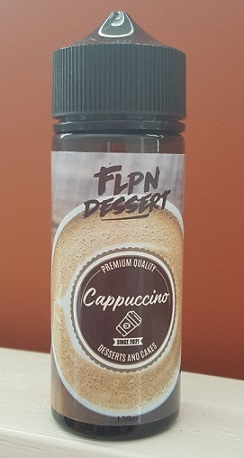 FLPN
DESSERT
PREMIUM QUALITY
Cappuccino
SINCE 2021
DESSERTS AND CAKES